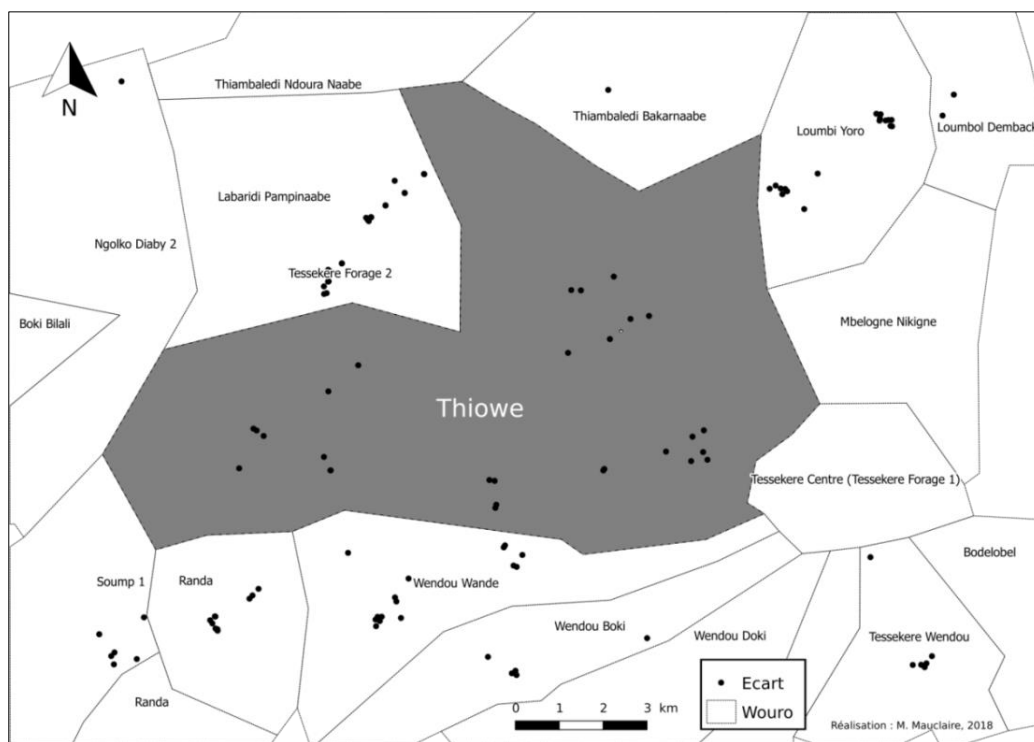 Thiambaledi Ndoura Naabe
N
Thiambaledi Bakarnaabe
Loumbi Yoro
Loumbol Demback
Labaridi Pampinaabe
Ngolko Diaby 2
Tessekere Forage 2
Boki Bilali
Mbelogne Nikigne
Thiowe
Tessekere Centre (Tessekere Forage 1)
Bodelobel
Soump 1
Randa
Wendou Wande
Wendou Boki
Wendou Doki
Tessekere Wendou
Randa
Ecart
Wouro
0 1 2 3 km
Réalisation : M. Mauclaire, 2018